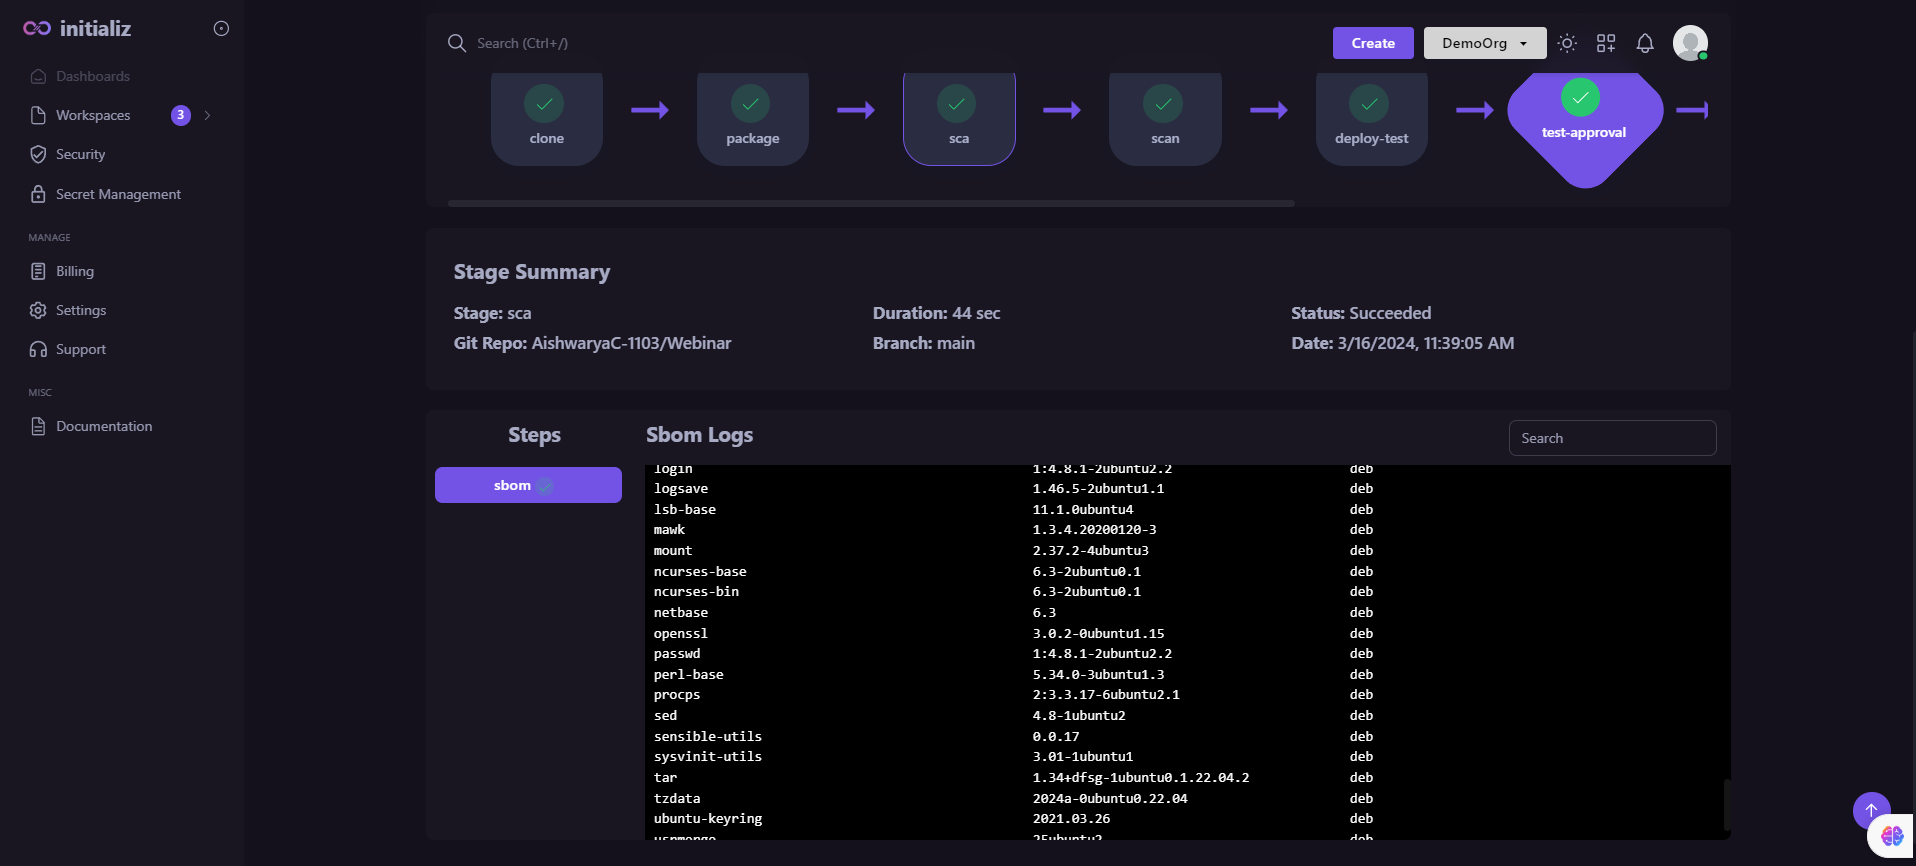 initializ
Search (Ctrl+/)
Create
DemoOrg
Dashboards
Workspaces 3
Security
Secret Management
MANAGE
Billing
Settings
Support
MISC
Documentation
clone
package
sca
scan
deploy-test
test-approval
Stage Summary
Stage: sca
Duration: 44 sec
Status: Succeeded
Git Repo: AishwaryaC-1103/Webinar
Branch: main
Date: 3/16/2024, 11:39:05 AM
Steps
sbom
Sbom Logs
Search
login 1:4.8.1-2ubuntu2.2 deb
logsave 1.46.5-2ubuntu1.1 deb
lsb-base 11.1.0ubuntu4 deb
mawk 1.3.4.20200120-3 deb
mount 2.37.2-4ubuntu3 deb
ncurses-base 6.3-2ubuntu0.1 deb
ncurses-bin 6.3-2ubuntu0.1 deb
netbase 6.3 deb
openssl 3.0.2-0ubuntu1.15 deb
passwd 1:4.8.1-2ubuntu2.2 deb
perl-base 5.34.0-3ubuntu1.3 deb
procps 2:3.3.17-6ubuntu2.1 deb
sed 4.8-1ubuntu2 deb
sensible-utils 0.0.17 deb
sysvinit-utils 3.01-1ubuntu1 deb
tar 1.34+dfsg-1ubuntu0.1.22.04.2 deb
tzdata 2024a-0ubuntu0.22.04 deb
ubuntu-keyring 2021.03.26 deb
usrmerge 25ubuntu2 deb